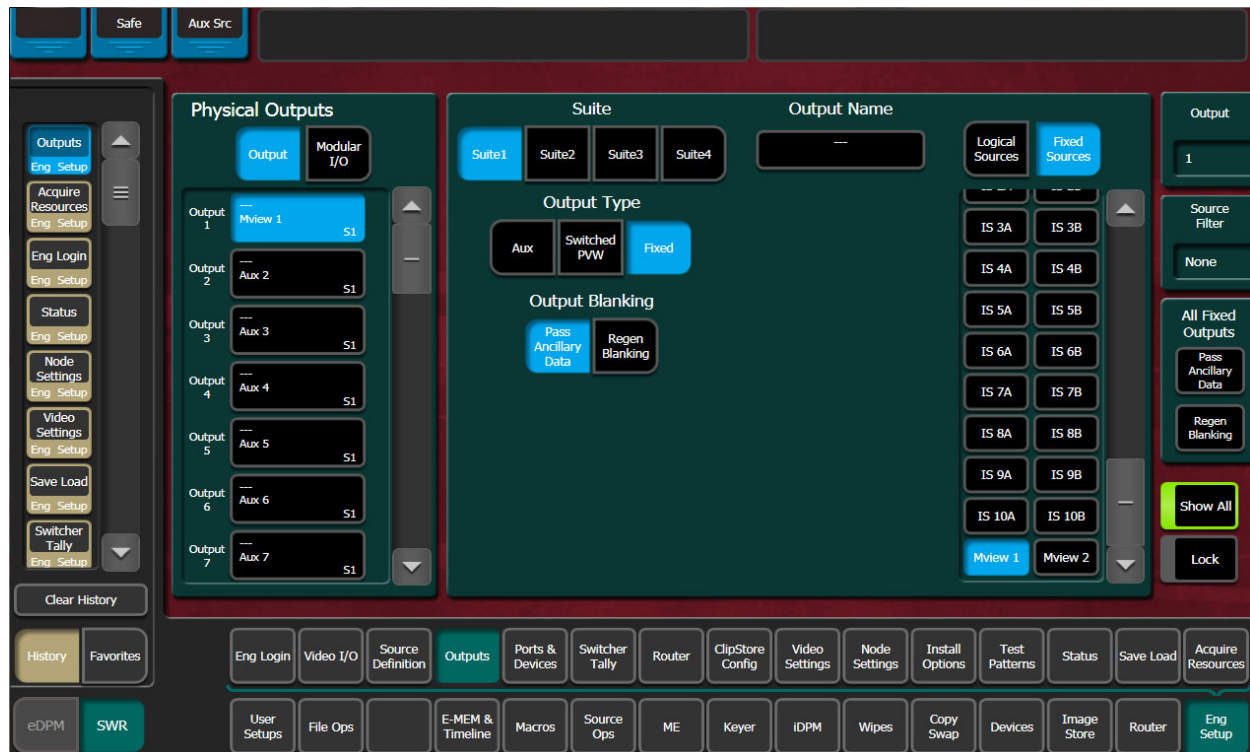 Safe
Aux Src
Outputs
Eng Setup
Acquire
Resources
Eng Setup
Eng Login
Eng Setup
Status
Eng Setup
Node
Settings
Eng Setup
Video
Settings
Eng Setup
Save Load
Eng Setup
Switcher
Tally
Eng Setup
Clear History
History
Favorites
eDPM
SWR
Physical Outputs
Output
Modular
I/O
Output
1
---
Mview 1
S1
Output
2
---
Aux 2
S1
Output
3
---
Aux 3
S1
Output
4
---
Aux 4
S1
Output
5
---
Aux 5
S1
Output
6
---
Aux 6
S1
Output
7
---
Aux 7
S1
Suite
Suite1
Suite2
Suite3
Suite4
Output Name
---
Output Type
Aux
Switched
PVW
Fixed
Output Blanking
Pass
Ancillary
Data
Regen
Blanking
Logical
Sources
Fixed
Sources
IS 3A
IS 3B
IS 4A
IS 4B
IS 5A
IS 5B
IS 6A
IS 6B
IS 7A
IS 7B
IS 8A
IS 8B
IS 9A
IS 9B
IS 10A
IS 10B
Mview 1
Mview 2
Output
1
Source
Filter
None
All Fixed
Outputs
Pass
Ancillary
Data
Regen
Blanking
Show All
Lock
Eng Login
Video I/O
Source
Definition
Outputs
Ports &
Devices
Switcher
Tally
Router
ClipStore
Config
Video
Settings
Node
Settings
Install
Options
Test
Patterns
Status
Save Load
Acquire
Resources
User
Setups
File Ops
E-MEM &
Timeline
Macros
Source
Ops
ME
Keyer
iDPM
Wipes
Copy
Swap
Devices
Image
Store
Router
Eng
Setup